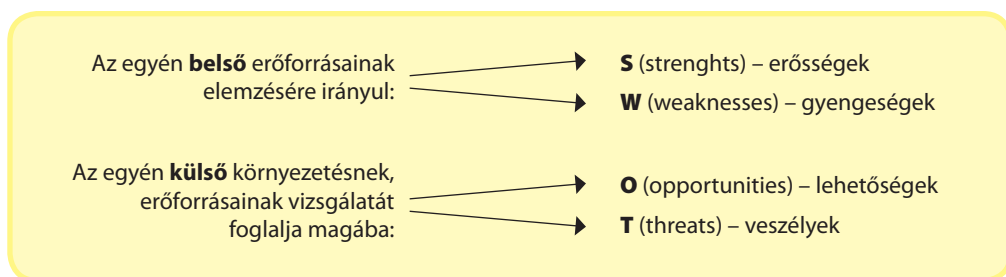 Az egyén belső erőforrásainak
elemzésére irányul:
S (strenghts) – erősségek
W (weaknesses) – gyengeségek
Az egyén külső környezetésnek,
erőforrásainak vizsgálatát
foglalja magába:
O (opportunities) – lehetőségek
T (threats) – veszélyek